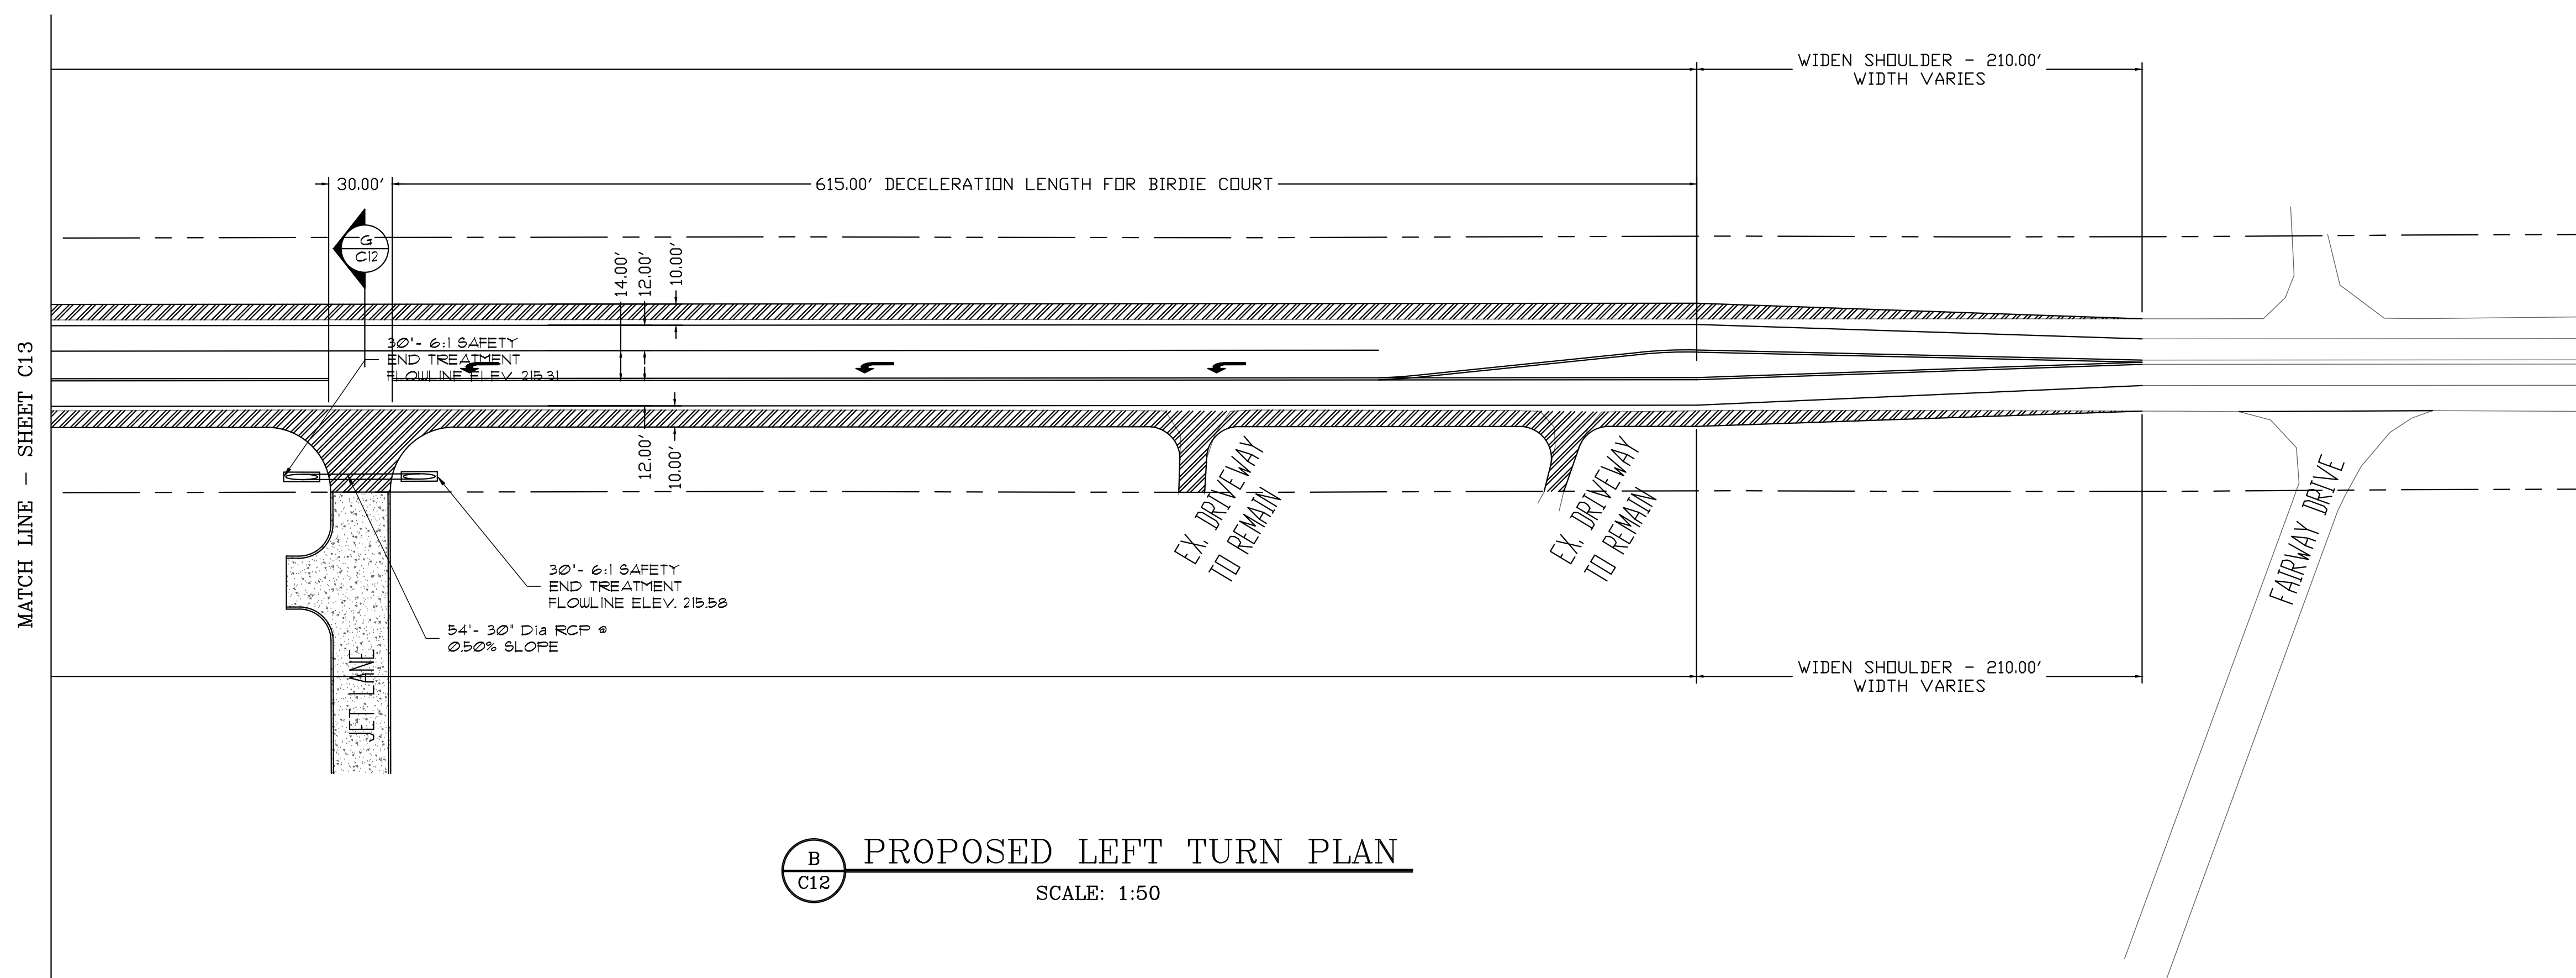 WIDEN SHOULDER - 210.00'
WIDTH VARIES
30.00'
615.00' DECELERATION LENGTH FOR BIRDIE COURT
G
C12
14.00'
12.00'
10.00'
30"- 6:1 SAFETY
END TREATMENT
FLOWLINE ELEV. 215.31
MATCH LINE - SHEET C13
12.00'
10.00'
EX. DRIVEWAY
TO REMAIN
EX. DRIVEWAY
TO REMAIN
FAIRWAY DRIVE
30"- 6:1 SAFETY
END TREATMENT
FLOWLINE ELEV. 215.58
54'- 30" Dia RCP @
0.50% SLOPE
JET LANE
WIDEN SHOULDER - 210.00'
WIDTH VARIES
B
C12
PROPOSED LEFT TURN PLAN
SCALE: 1:50